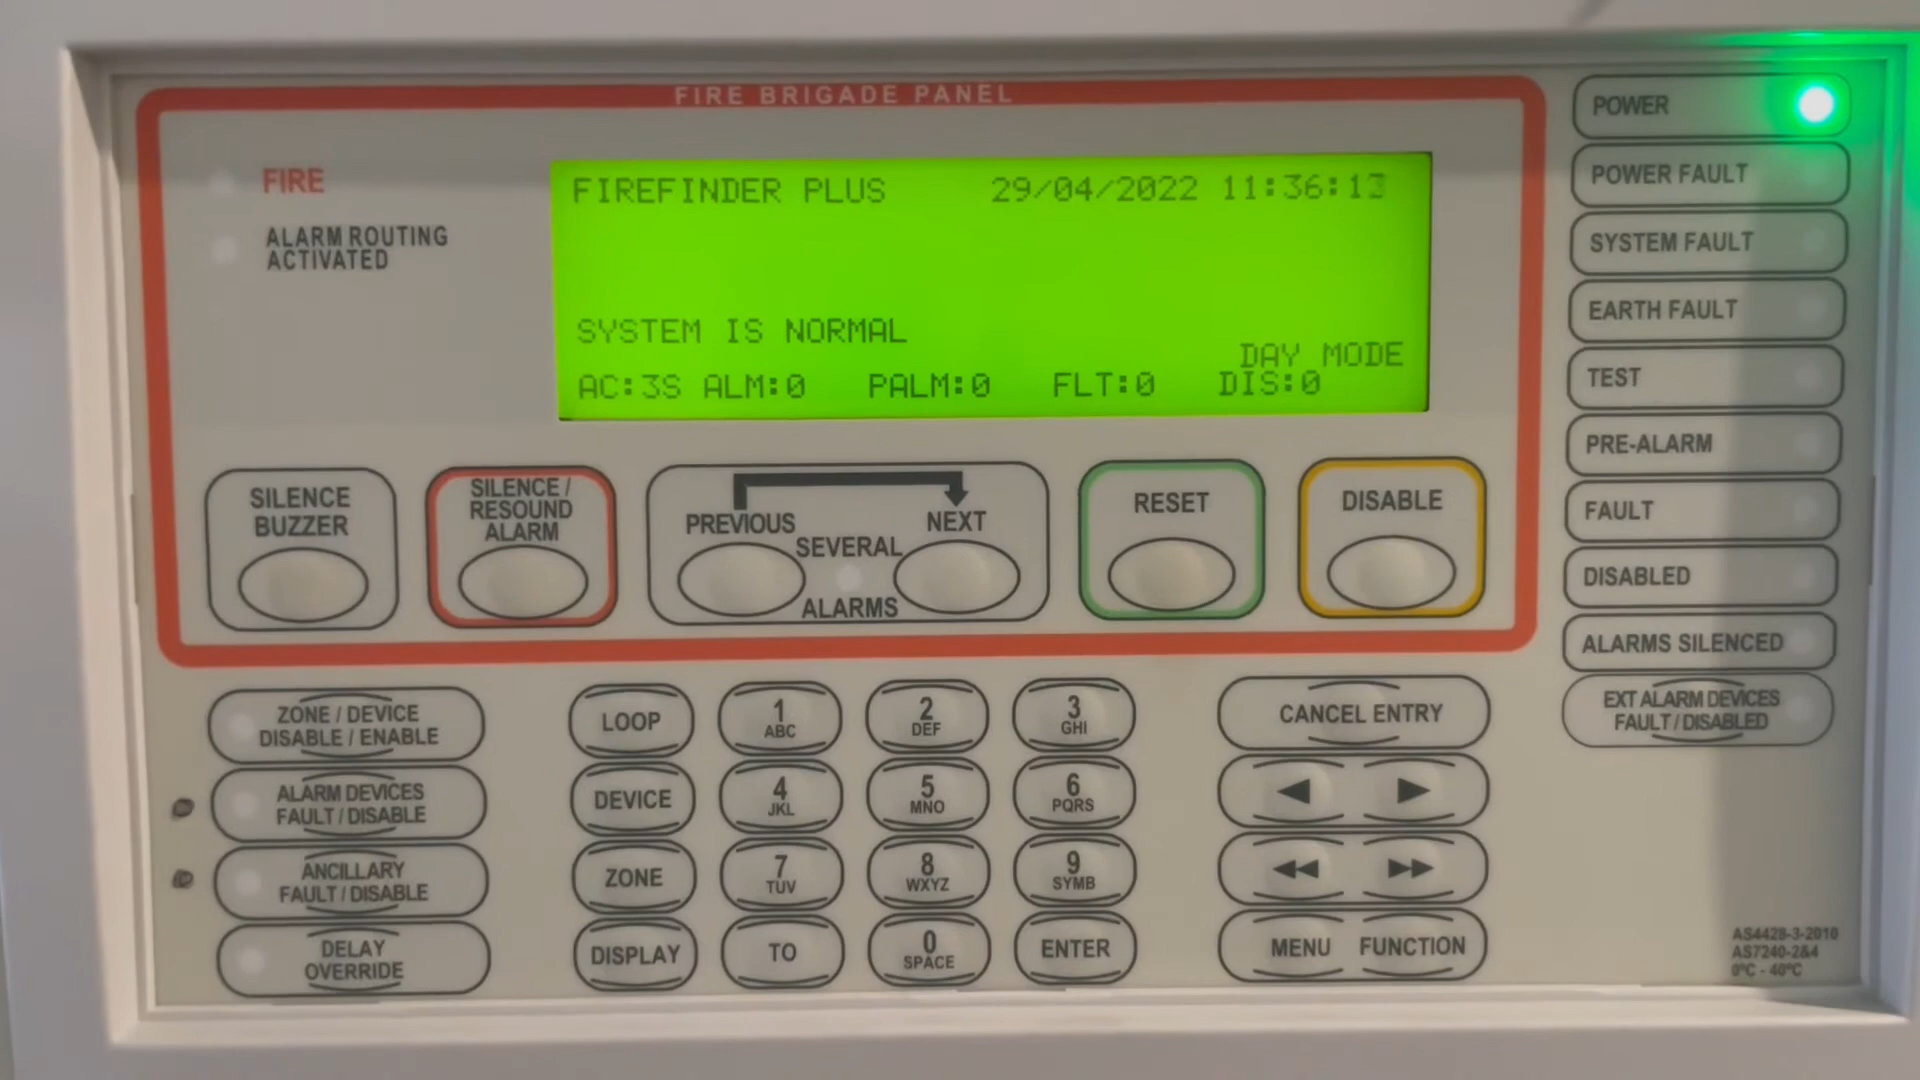 FIRE BRIGADE PANEL
FIRE
ALARM ROUTING
ACTIVATED
FIREFINDER PLUS 29/04/2022 11:36:13
SYSTEM IS NORMAL
DAY MODE
AC:3S ALM:0 PALM:0 FLT:0 DIS:0
SILENCE
BUZZER
SILENCE /
RESOUND
ALARM
PREVIOUS
NEXT
SEVERAL
ALARMS
RESET
DISABLE
POWER
POWER FAULT
SYSTEM FAULT
EARTH FAULT
TEST
PRE-ALARM
FAULT
DISABLED
ALARMS SILENCED
EXT ALARM DEVICES
FAULT / DISABLED
ZONE / DEVICE
DISABLE / ENABLE
ALARM DEVICES
FAULT / DISABLE
ANCILLARY
FAULT / DISABLE
DELAY
OVERRIDE
LOOP
1
ABC
2
DEF
3
GHI
DEVICE
4
JKL
5
MNO
6
PQRS
ZONE
7
TUV
8
WXYZ
9
SYMB
DISPLAY
TO
0
SPACE
ENTER
CANCEL ENTRY
MENU FUNCTION
AS4428-3-2010
AS7240-2&4
0°C - 40°C